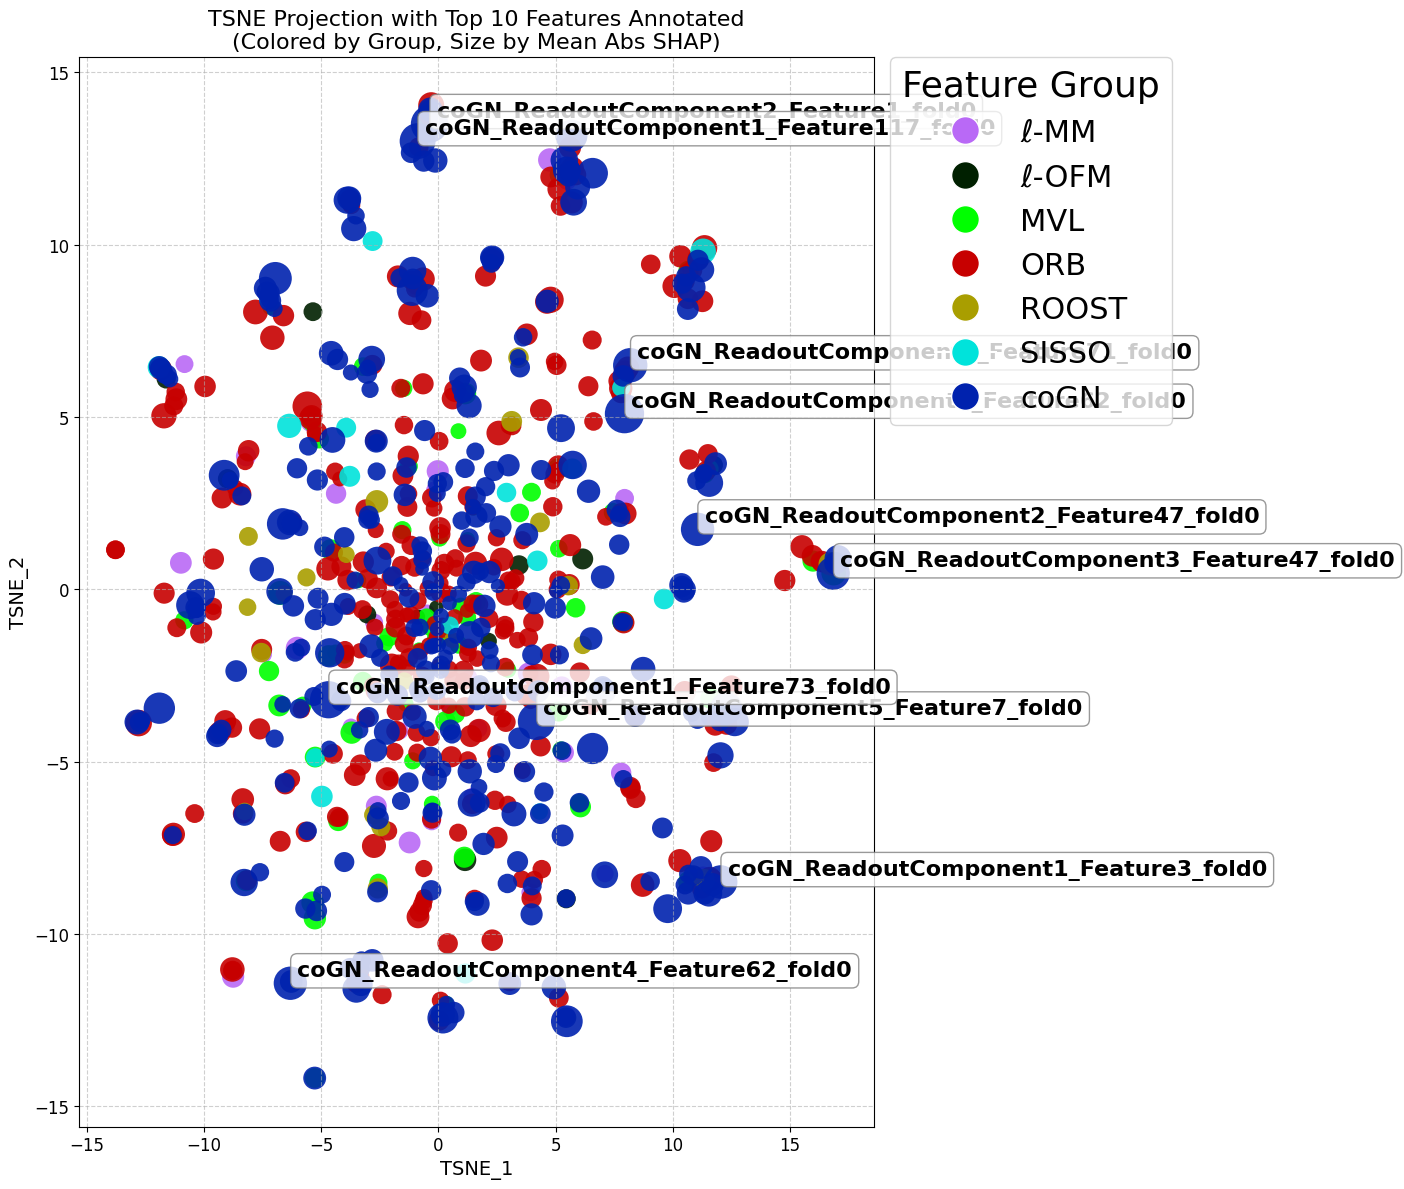 TSNE Projection with Top 10 Features Annotated
(Colored by Group, Size by Mean Abs SHAP)
Feature Group
ℓ-MM
ℓ-OFM
MVL
ORB
ROOST
SISSO
coGN
coGN_ReadoutComponent2_Feature1_fold0
coGN_ReadoutComponent1_Feature117_fold0
coGN_ReadoutComponent2_Feature47_fold0
coGN_ReadoutComponent3_Feature47_fold0
coGN_ReadoutComponent1_Feature73_fold0
coGN_ReadoutComponent5_Feature7_fold0
coGN_ReadoutComponent1_Feature3_fold0
coGN_ReadoutComponent4_Feature62_fold0
TSNE_2
15
10
5
0
−5
−10
−15
−15
−10
−5
0
5
10
15
TSNE_1